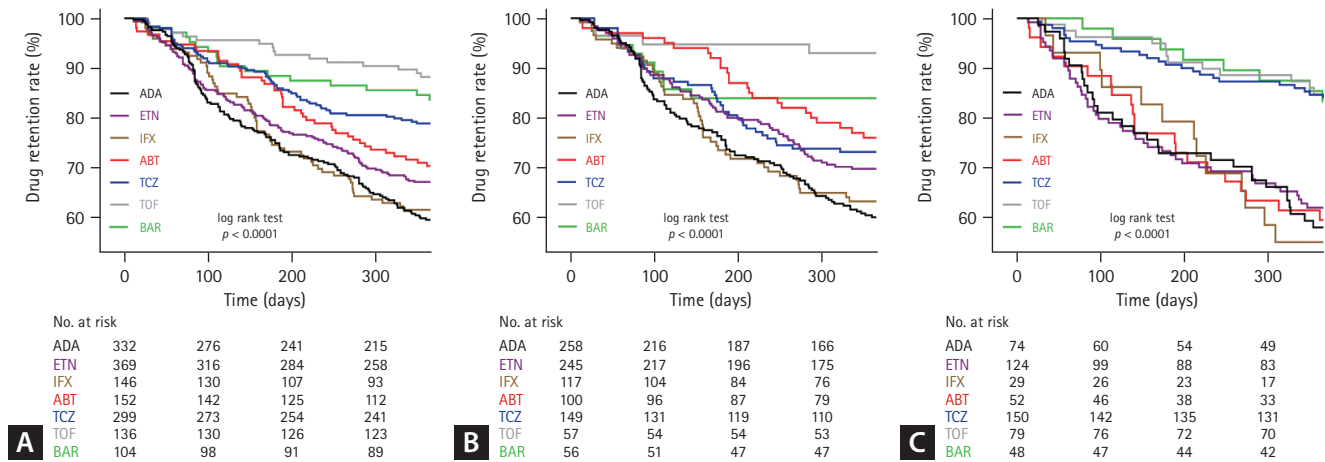 100
90
80
70
60
Drug retention rate (%)
ADA
ETN
IFX
ABT
TCZ
TOF
BAR
log rank test
p < 0.0001
0 100 200 300
Time (days)
No. at risk
ADA 332 276 241 215
ETN 369 316 284 258
IFX 146 130 107 93
ABT 152 142 125 112
TCZ 299 273 254 241
TOF 136 130 126 123
BAR 104 98 91 89
A
100
90
80
70
60
Drug retention rate (%)
ADA
ETN
IFX
ABT
TCZ
TOF
BAR
log rank test
p < 0.0001
0 100 200 300
Time (days)
No. at risk
ADA 258 216 187 166
ETN 245 217 196 175
IFX 117 104 84 76
ABT 100 96 87 79
TCZ 149 131 119 110
TOF 57 54 54 53
BAR 56 51 47 47
B
100
90
80
70
60
Drug retention rate (%)
ADA
ETN
IFX
ABT
TCZ
TOF
BAR
log rank test
p < 0.0001
0 100 200 300
Time (days)
No. at risk
ADA 74 60 54 49
ETN 124 99 88 83
IFX 29 26 23 17
ABT 52 46 38 33
TCZ 150 142 135 131
TOF 79 76 72 70
BAR 48 47 44 42
C